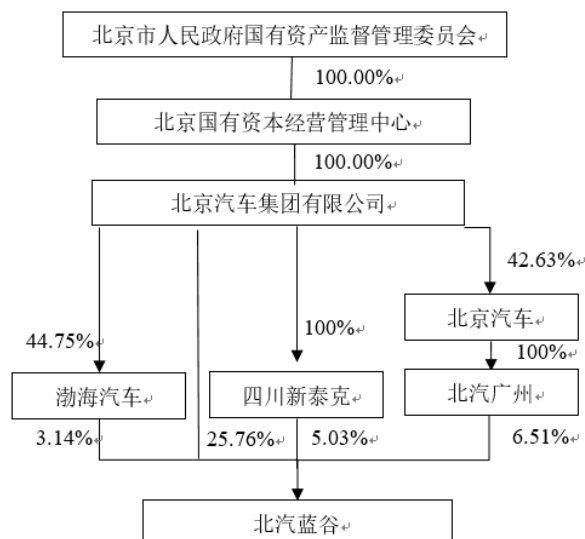 北京市人民政府国有资产监督管理委员会
100.00%
北京国有资本经营管理中心
100.00%
北京汽车集团有限公司
42.63%
北京汽车
44.75%
100%
100%
渤海汽车
四川新泰克
北汽广州
3.14%
25.76%
5.03%
6.51%
北汽蓝谷